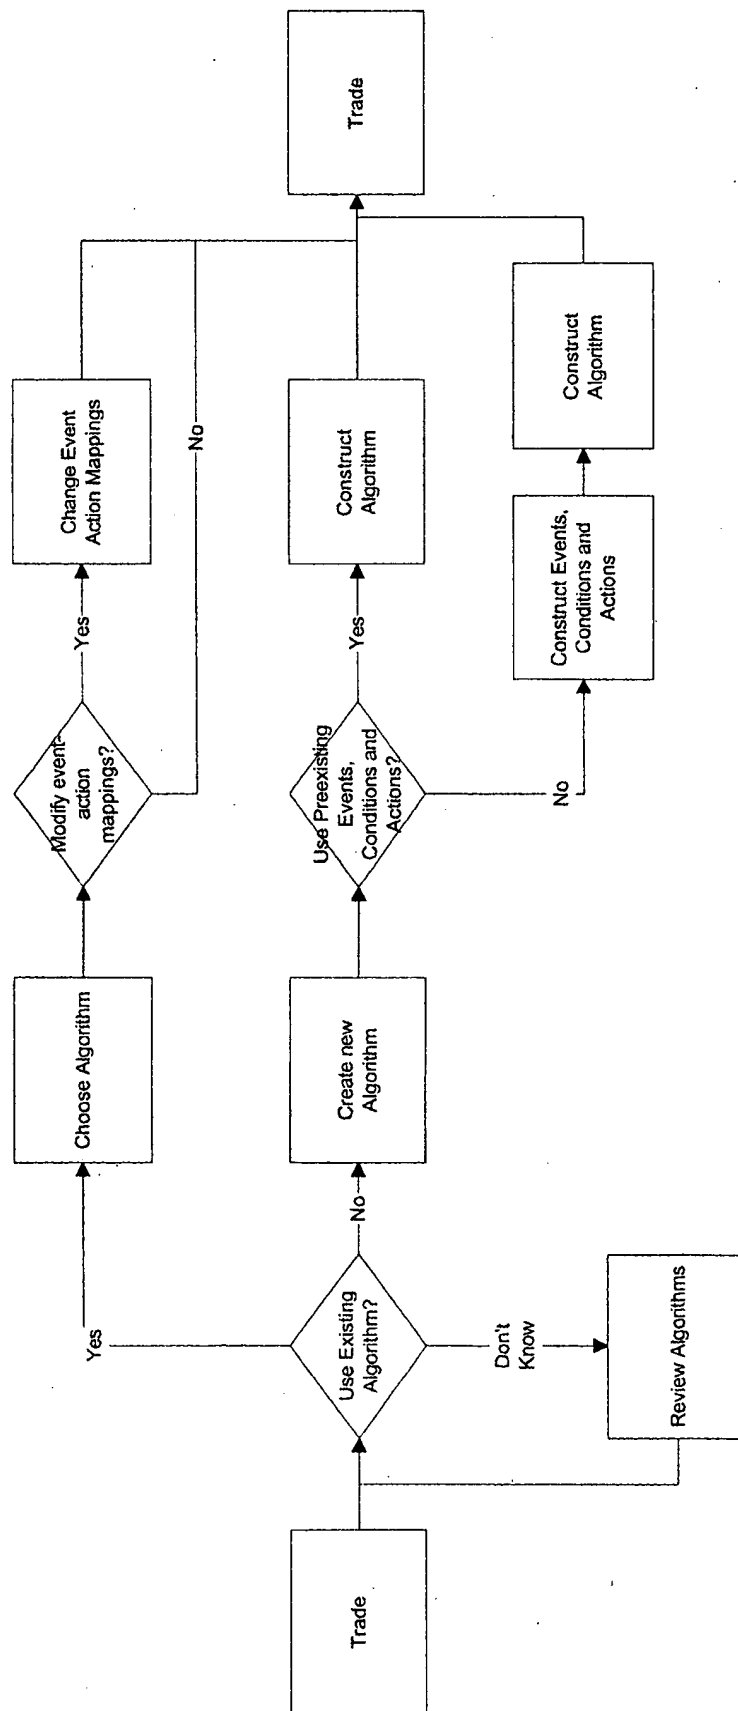 Trade
Use Existing
Algorithm?
Yes
No
Don't
Know
Review Algorithms
Choose Algorithm
Create new
Algorithm
Modify event-
action
mappings?
Yes
No
Change Event
Action Mappings
Use Preexisting
Events,
Conditions and
Actions?
Yes
No
Construct
Algorithm
Construct Events,
Conditions and
Actions
Construct
Algorithm
Trade